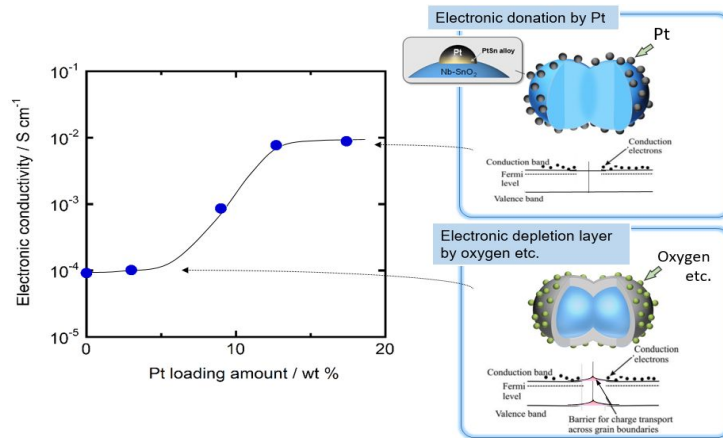 Electronic conductivity / S cm⁻¹
10⁻¹
10⁻²
10⁻³
10⁻⁴
10⁻⁵
0
10
20
Pt loading amount / wt %
Electronic donation by Pt
Pt
PtSn alloy
Nb-SnO₂
Pt
Conduction
electrons
Conduction band
Fermi
level
Valence band
Electronic depletion layer
by oxygen etc.
Oxygen
etc.
Conduction
electrons
Conduction band
Fermi
level
Valence band
Barrier for charge transport
across grain boundaries